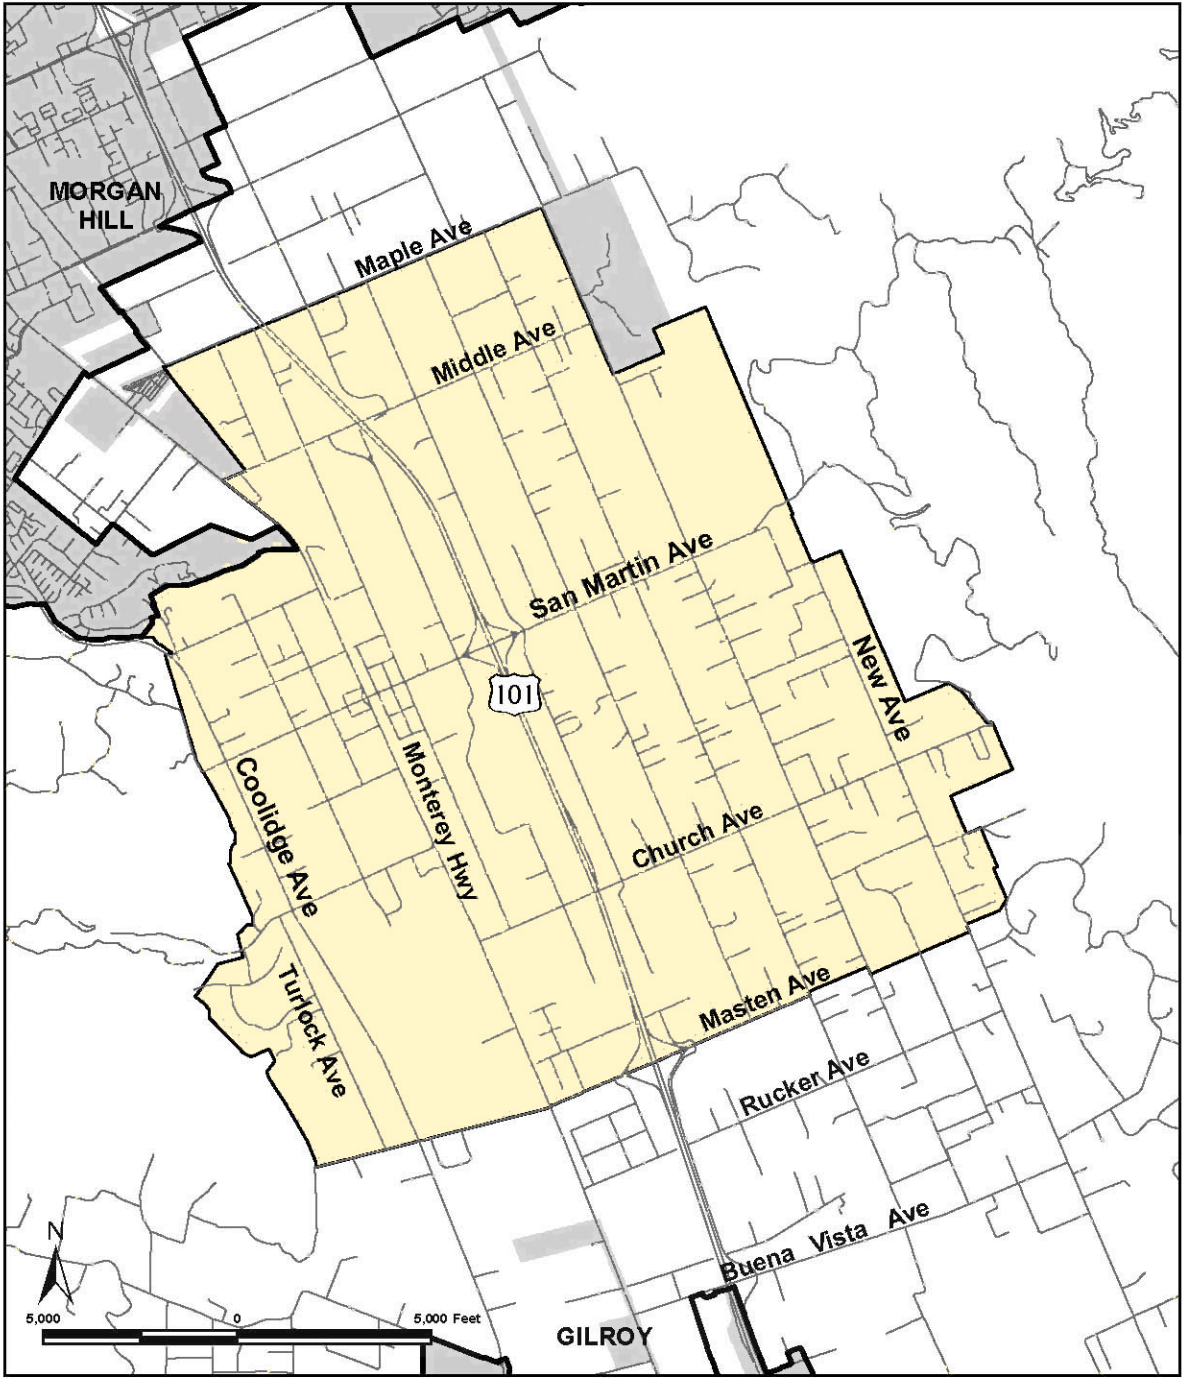 MORGAN
HILL
Maple Ave
Middle Ave
San Martin Ave
101
New Ave
Monterey Hwy
Coolidge Ave
Church Ave
Turlock Ave
Masten Ave
Rucker Ave
Buena Vista Ave
N
5,000 0 5,000 Feet
GILROY